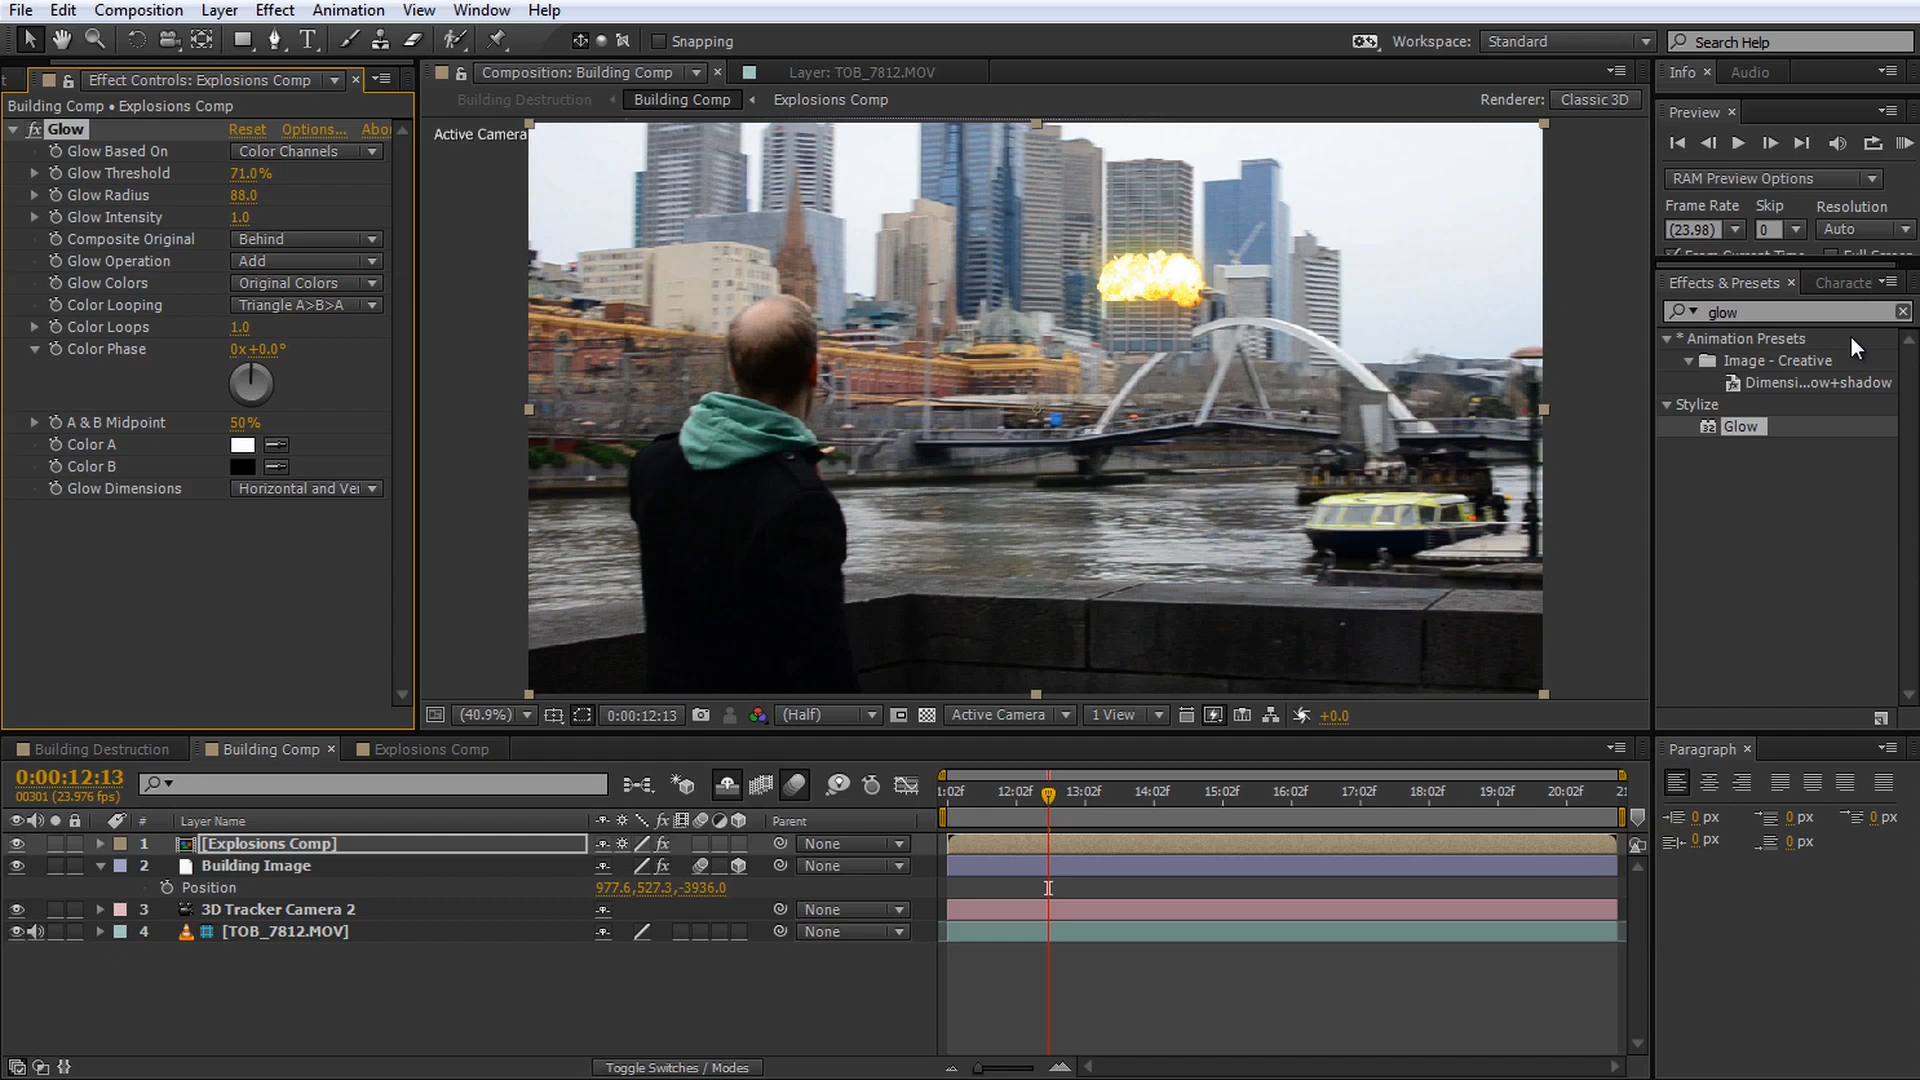 File Edit Composition Layer Effect Animation View Window Help
Snapping
Workspace: Standard
Search Help
Effect Controls: Explosions Comp
Building Comp • Explosions Comp
fx Glow Reset Options... Abo
Glow Based On Color Channels
Glow Threshold 71.0%
Glow Radius 88.0
Glow Intensity 1.0
Composite Original Behind
Glow Operation Add
Glow Colors Original Colors
Color Looping Triangle A>B>A
Color Loops 1.0
Color Phase 0x+0.0°
A & B Midpoint 50%
Color A
Color B
Glow Dimensions Horizontal and Ver
Composition: Building Comp Layer: TOB_7812.MOV
Building Destruction Building Comp Explosions Comp Renderer: Classic 3D
Active Camera
(40.9%) 0:00:12:13 (Half) Active Camera 1 View +0.0
Info Audio
Preview
RAM Preview Options
Frame Rate Skip Resolution
(23.98) 0 Auto
Effects & Presets Characte
glow
* Animation Presets
Image - Creative
Dimensi...ow+shadow
Stylize
32 Glow
Building Destruction Building Comp Explosions Comp
0:00:12:13
00301 (23.976 fps)
1:02f 12:02f 13:02f 14:02f 15:02f 16:02f 17:02f 18:02f 19:02f 20:02f 21
# Layer Name fx Parent
1 [Explosions Comp] fx None
2 Building Image fx None
Position 977.6,527.3,-3936.0
3 3D Tracker Camera 2 None
4 [TOB_7812.MOV] None
Toggle Switches / Modes
Paragraph
0 px 0 px 0 px
0 px 0 px